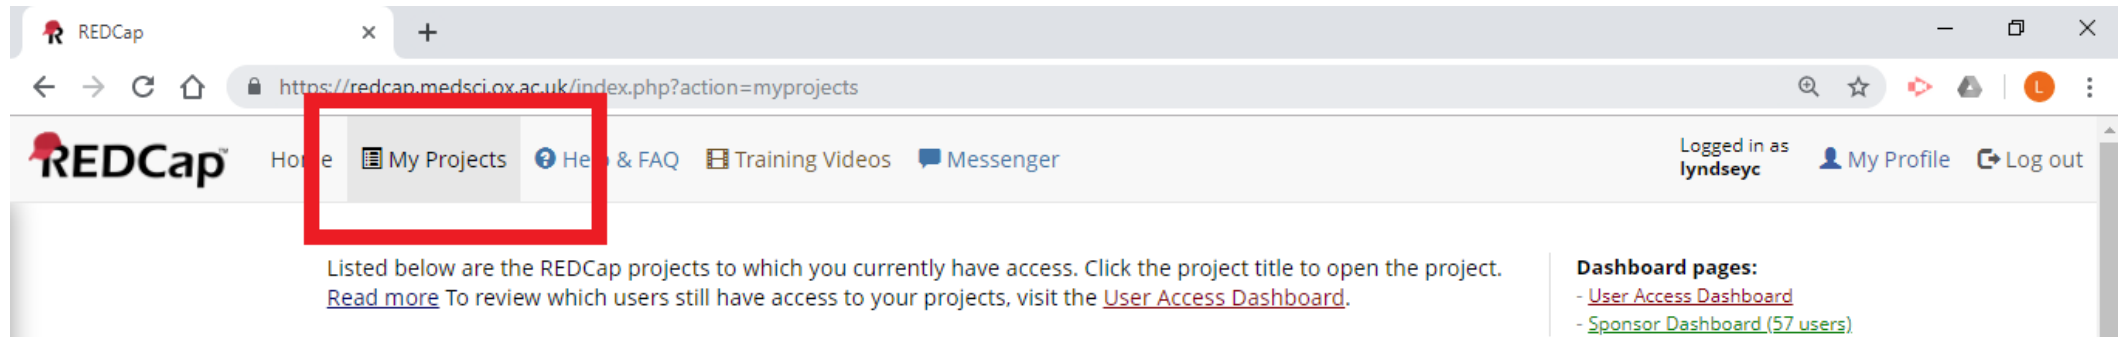 REDCap
https://redcap.medsci.ox.ac.uk/index.php?action=myprojects
L
REDCap™ Home My Projects Help & FAQ Training Videos Messenger
Logged in as
lyndseyc
My Profile Log out
Listed below are the REDCap projects to which you currently have access. Click the project title to open the project.
Read more To review which users still have access to your projects, visit the User Access Dashboard.
Dashboard pages:
- User Access Dashboard
- Sponsor Dashboard (57 users)